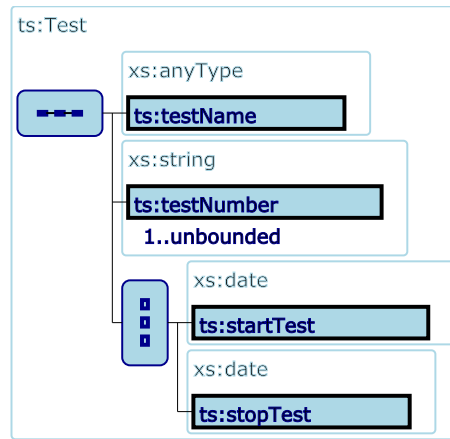 ts:Test
xs:anyType
ts:testName
xs:string
ts:testNumber
1..unbounded
xs:date
ts:startTest
xs:date
ts:stopTest